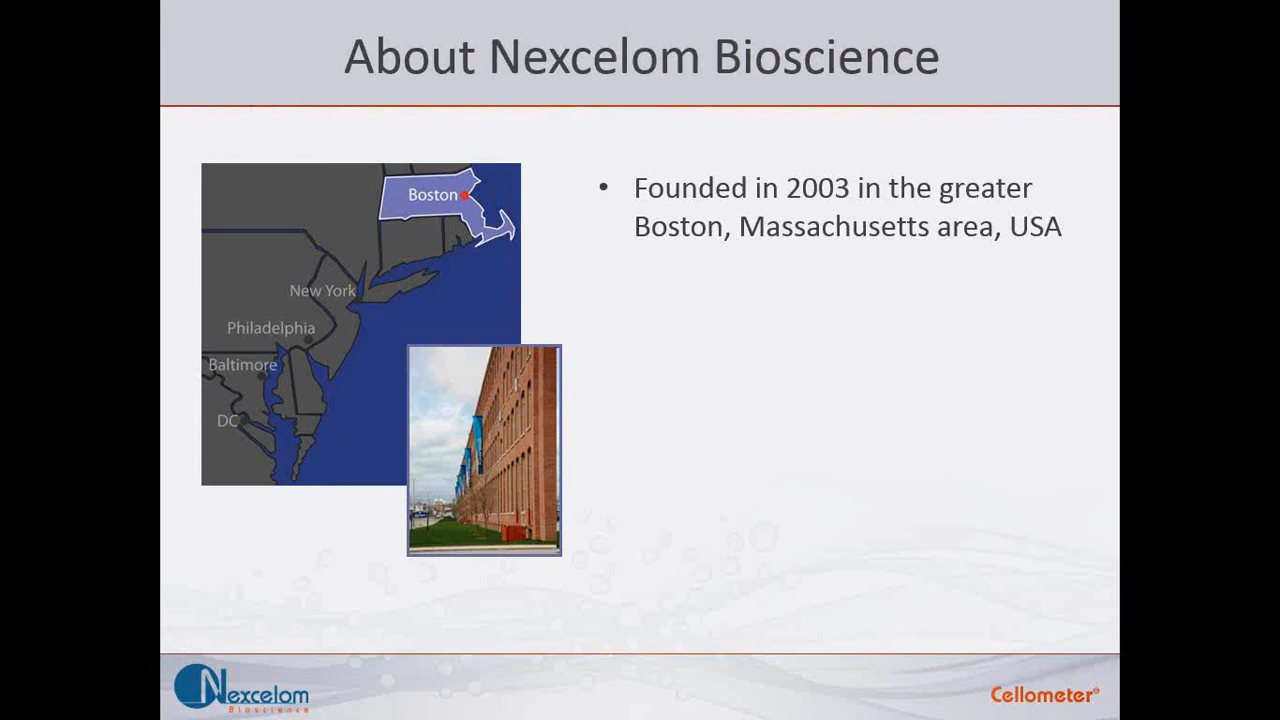 About Nexcelom Bioscience
Boston
New York
Philadelphia
Baltimore
DC
• Founded in 2003 in the greater
Boston, Massachusetts area, USA
Nexcelom
Bioscience
Cellometer®